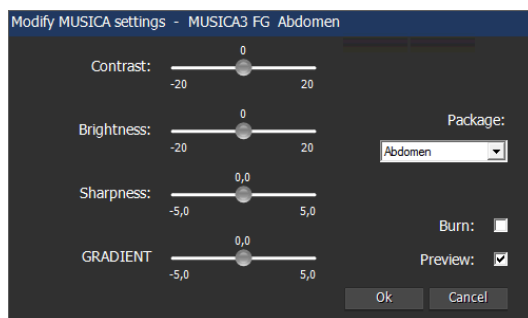 Modify MUSICA settings - MUSICA3 FG Abdomen
0
Contrast:
-20 20
0
Brightness:
-20 20
Package:
Abdomen
0,0
Sharpness:
-5,0 5,0
Burn:
0,0
GRADIENT
Preview:
-5,0 5,0
Ok Cancel